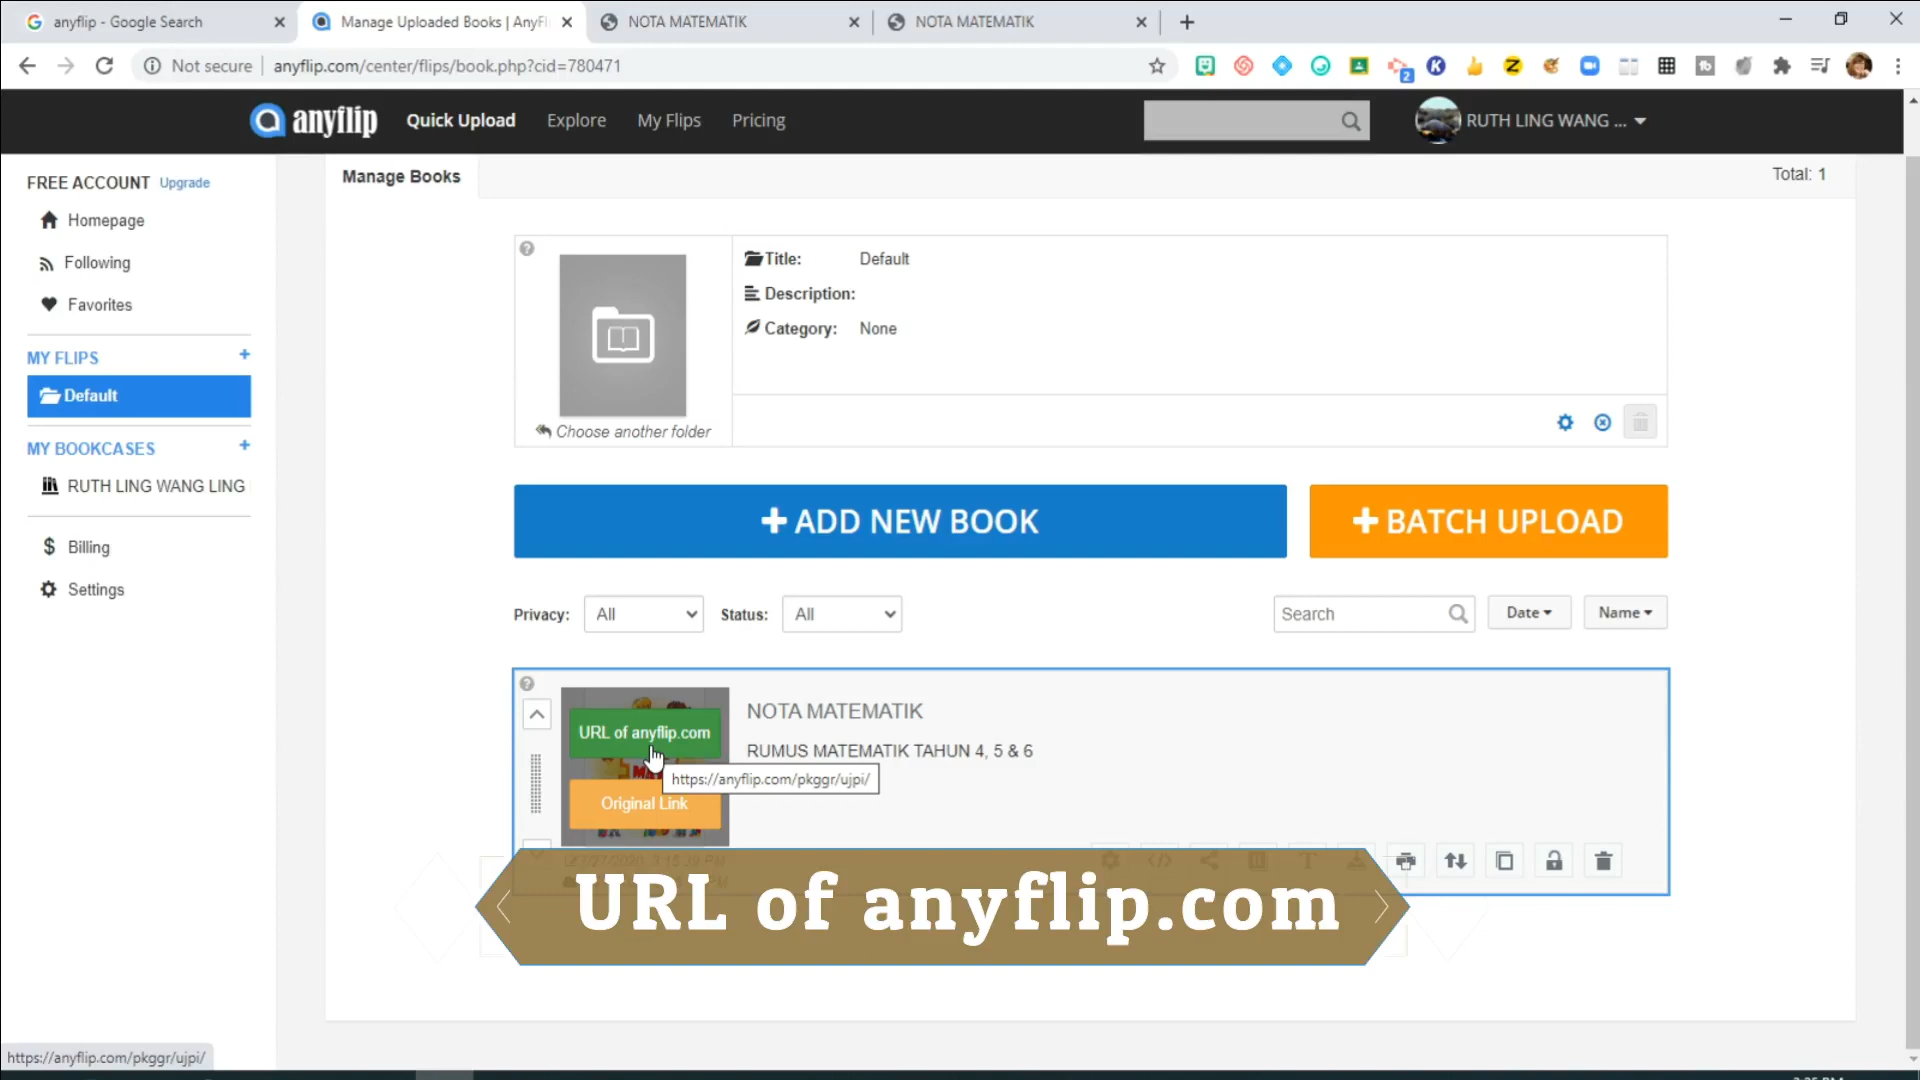 anyflip - Google Search
Manage Uploaded Books | AnyFl
NOTA MATEMATIK
NOTA MATEMATIK
Not secure
anyflip.com/center/flips/book.php?cid=780471
anyflip
Quick Upload
Explore
My Flips
Pricing
RUTH LING WANG ...
FREE ACCOUNT Upgrade
Homepage
Following
Favorites
MY FLIPS +
Default
MY BOOKCASES +
RUTH LING WANG LING
Billing
Settings
Manage Books
Total: 1
Title: Default
Description:
Category: None
Choose another folder
+ ADD NEW BOOK
+ BATCH UPLOAD
Privacy: All
Status: All
Search
Date
Name
NOTA MATEMATIK
URL of anyflip.com
RUMUS MATEMATIK TAHUN 4, 5 & 6
https://anyflip.com/pkggr/ujpi/
Original Link
URL of anyflip.com
https://anyflip.com/pkggr/ujpi/